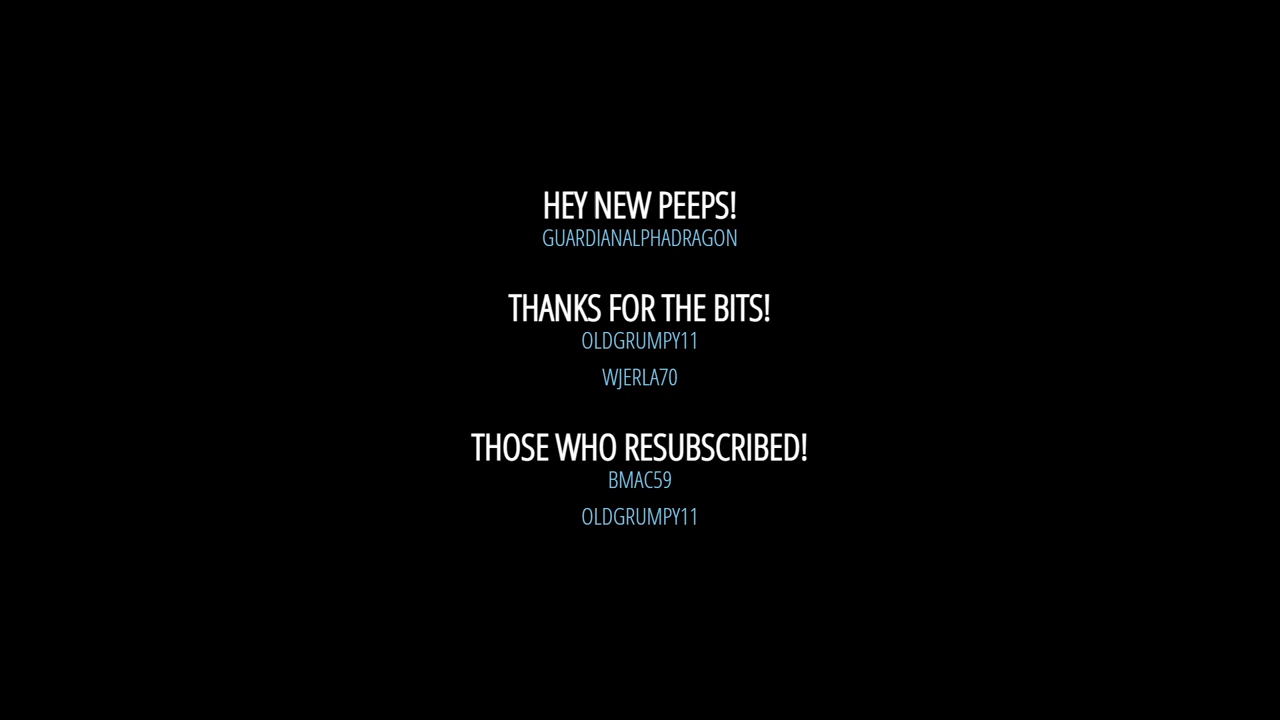 HEY NEW PEEPS!
GUARDIANALPHADRAGON
THANKS FOR THE BITS!
OLDGRUMPY11
WJERLA70
THOSE WHO RESUBSCRIBED!
BMAC59
OLDGRUMPY11